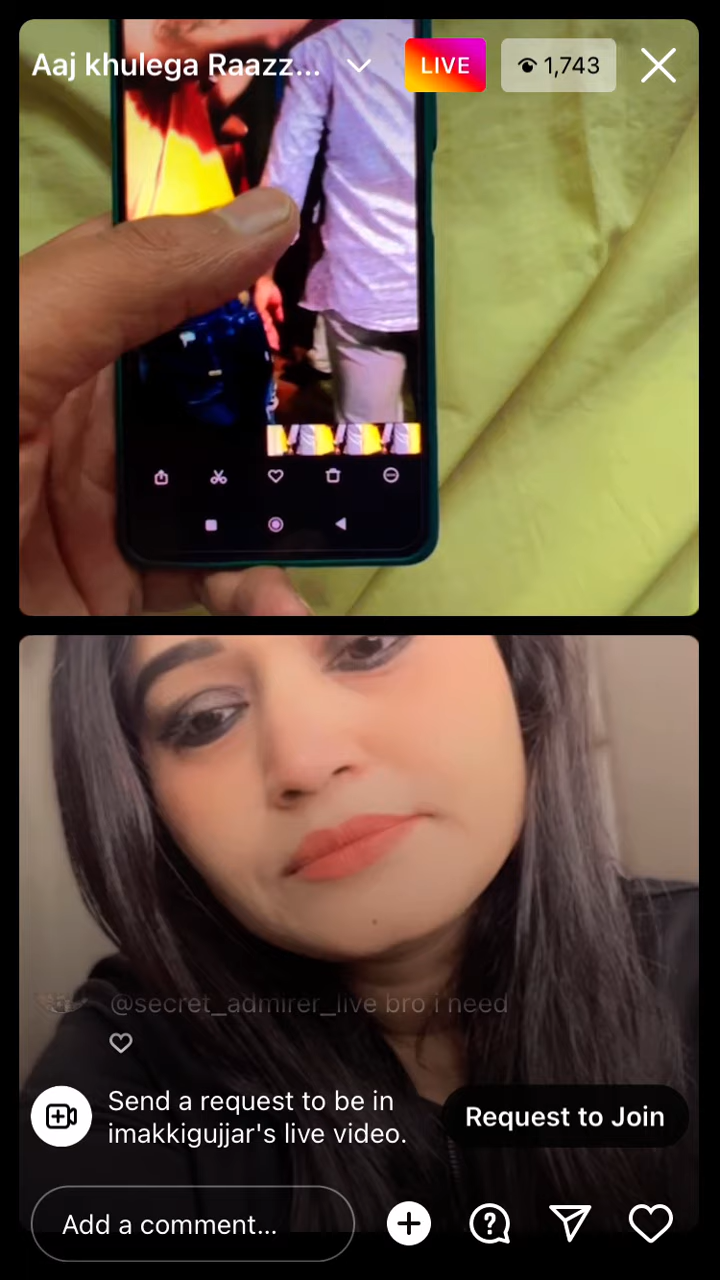 Aaj khulega Raazz...
LIVE
1,743
@secret_admirer_live bro i need
Send a request to be in
imakkigujjar's live video.
Request to Join
Add a comment...